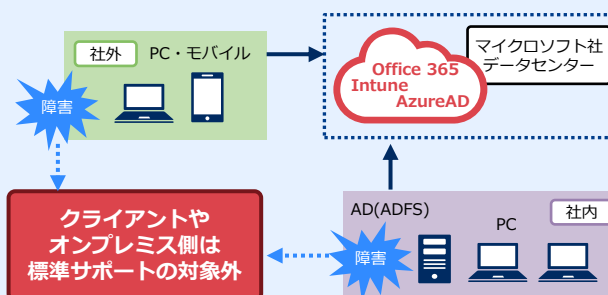 社外
PC・モバイル
障害
Office 365
Intune
AzureAD
マイクロソフト社
データセンター
クライアントや
オンプレミス側は
標準サポートの対象外
AD(ADFS)
障害
PC
社内